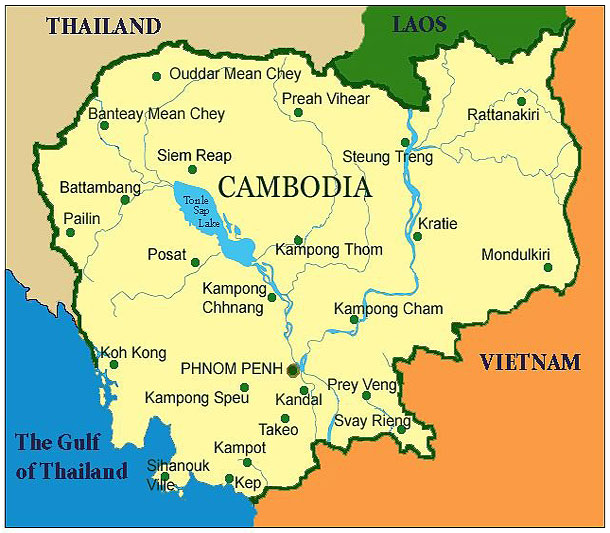 THAILAND
LAOS
Ouddar Mean Chey
Preah Vihear
Banteay Mean Chey
Rattanakiri
Siem Reap
Steung Treng
Battambang
CAMBODIA
Tonle
Sap
Lake
Pailin
Kratie
Posat
Kampong Thom
Mondulkiri
Kampong
Chhnang
Kampong Cham
Koh Kong
PHNOM PENH
VIETNAM
Prey Veng
Kampong Speu
Kandal
Takeo
Svay Rieng
The Gulf
of Thailand
Kampot
Sihanouk
Ville
Kep